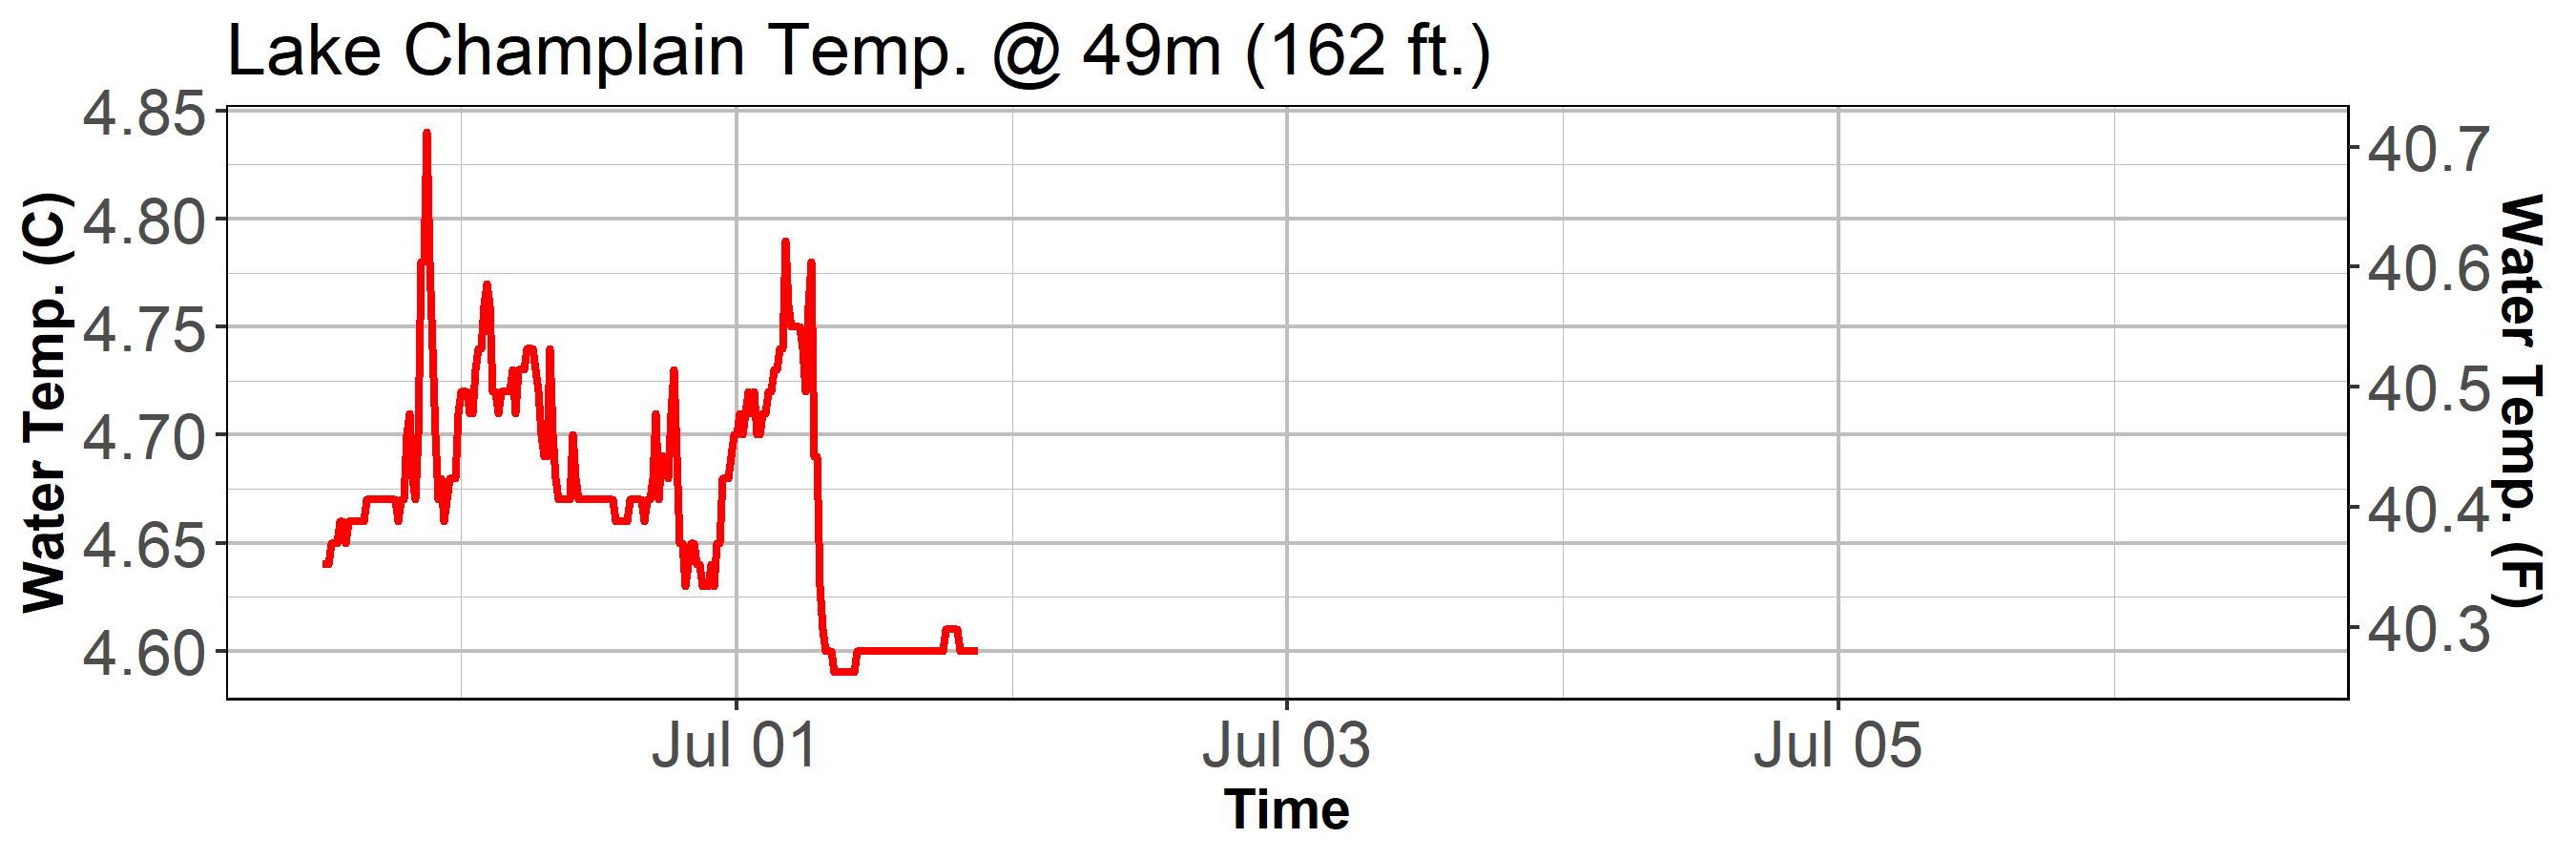 Lake Champlain Temp. @ 49m (162 ft.)
4.85
4.80
4.75
4.70
4.65
4.60
Water Temp. (C)
40.7
40.6
40.5
40.4
40.3
Water Temp. (F)
Jul 01
Jul 03
Jul 05
Time